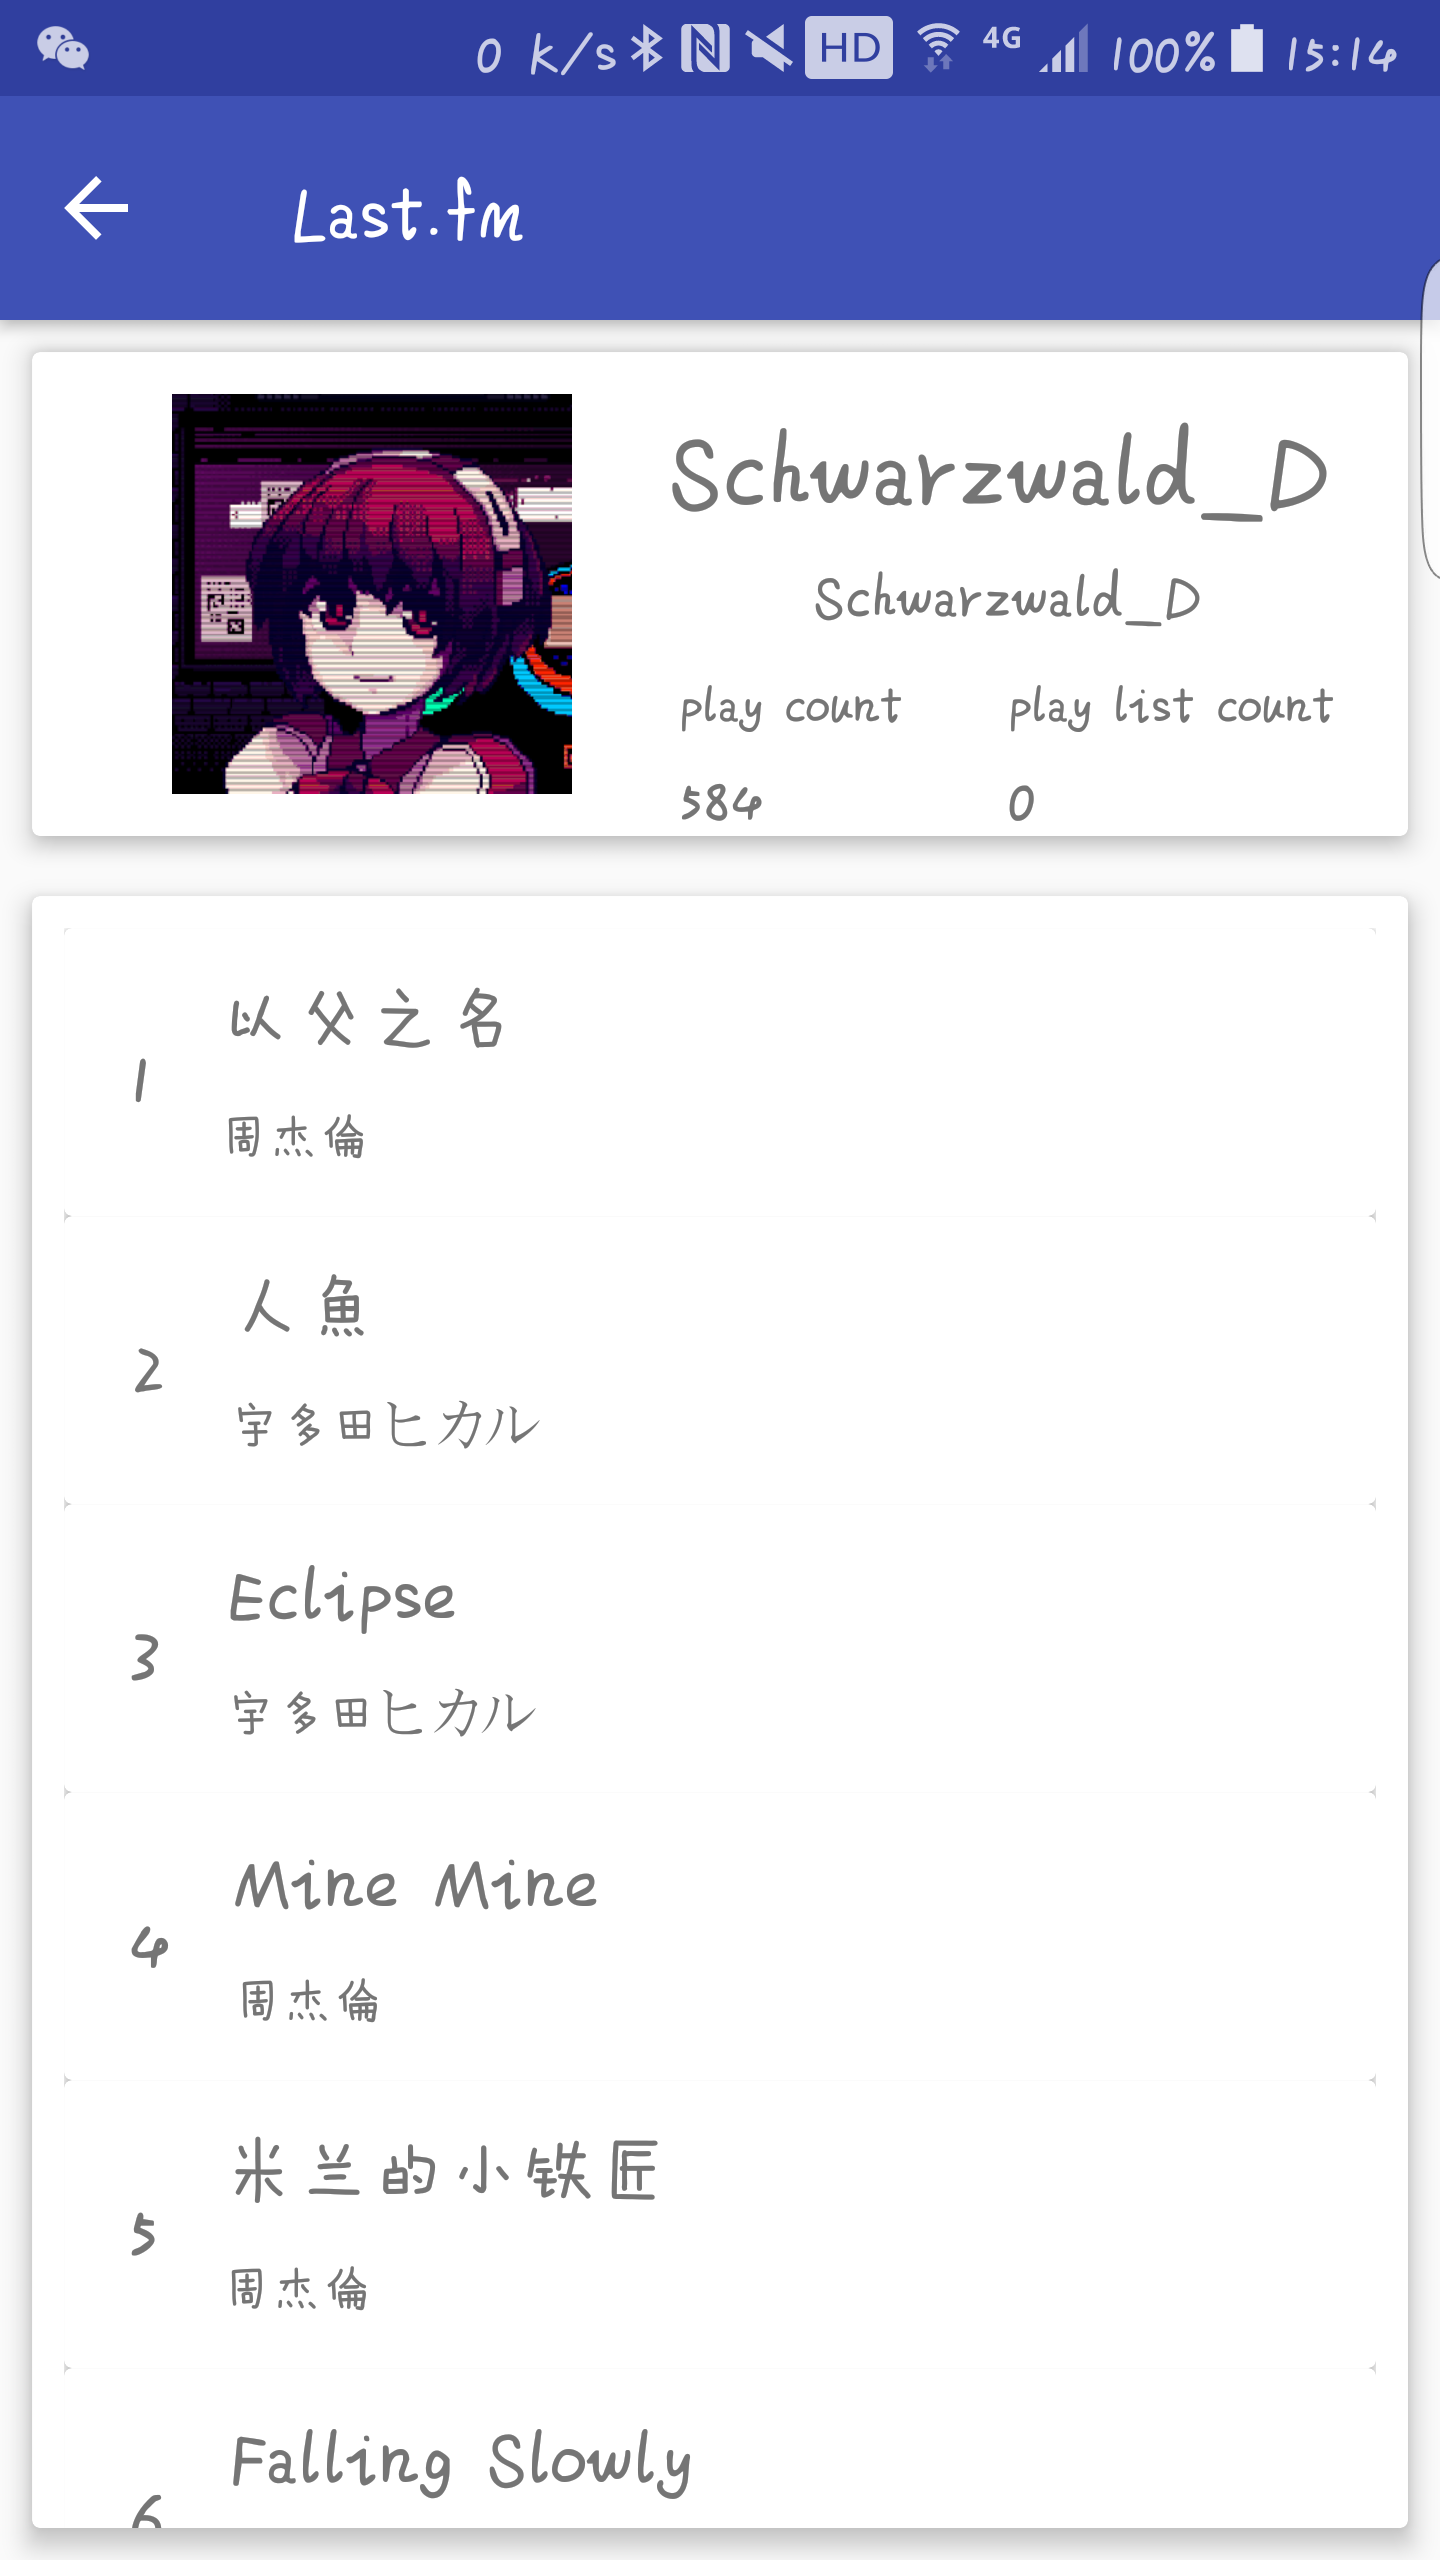 0 K/s HD 4G 100% 15:14
Last.fm
Schwarzwald_D
Schwarzwald_D
play count play list count
584 0
1
以父之名
周杰倫
2
人魚
宇多田ヒカル
3
Eclipse
宇多田ヒカル
4
Mine Mine
周杰倫
5
米兰的小铁匠
周杰倫
6
Falling Slowly